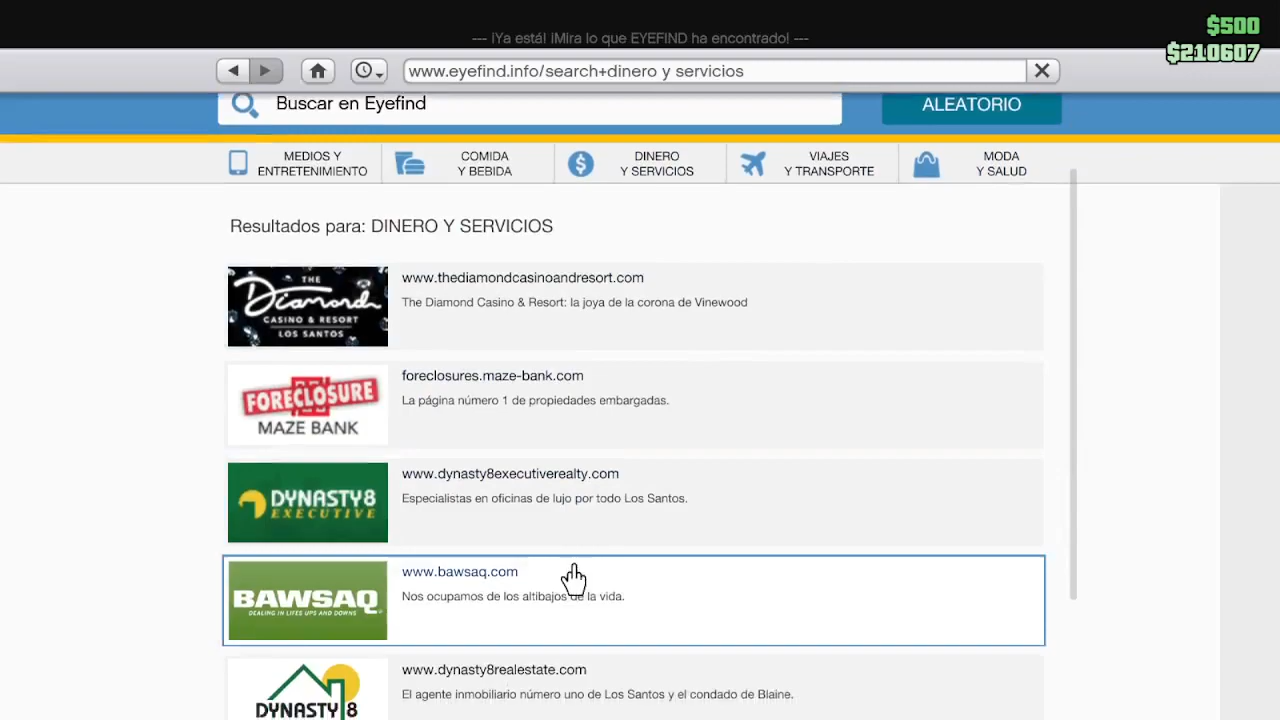 $500
--- ¡Ya está! ¡Mira lo que EYEFIND ha encontrado! ---
$210607
www.eyefind.info/search+dinero y servicios
Buscar en Eyefind
ALEATORIO
MEDIOS Y
ENTRETENIMIENTO
COMIDA
Y BEBIDA
DINERO
Y SERVICIOS
VIAJES
Y TRANSPORTE
MODA
Y SALUD
Resultados para: DINERO Y SERVICIOS
THE
Diamond
CASINO & RESORT
LOS SANTOS
www.thediamondcasinoandresort.com
The Diamond Casino & Resort: la joya de la corona de Vinewood
FORECLOSURE
MAZE BANK
foreclosures.maze-bank.com
La página número 1 de propiedades embargadas.
DYNASTY8
EXECUTIVE
www.dynasty8executiverealty.com
Especialistas en oficinas de lujo por todo Los Santos.
BAWSAQ
DEALING IN LIFES UPS AND DOWNS
www.bawsaq.com
Nos ocupamos de los altibajos de la vida.
DYNASTY 8
www.dynasty8realestate.com
El agente inmobiliario número uno de Los Santos y el condado de Blaine.